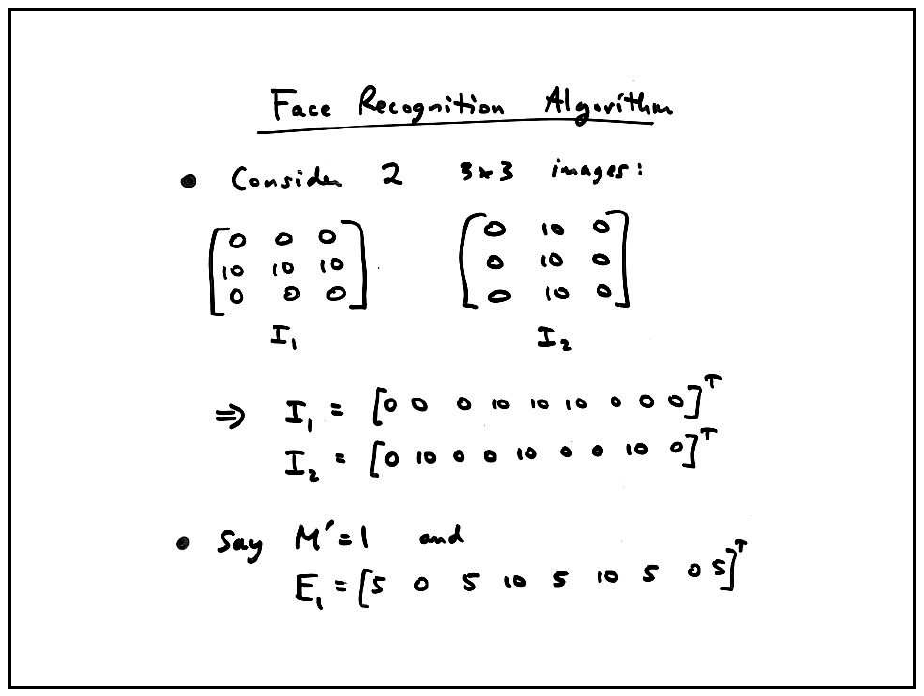 Face Recognition Algorithm
• Consider 2 3x3 images:
[0 0 0 [0 10 0
10 10 10 0 10 0
0 0 0] 0 10 0]
I₁ I₂
⇒ I₁ = [0 0 0 10 10 10 0 0 0]ᵀ
I₂ = [0 10 0 0 10 0 0 10 0]ᵀ
• Say M' = 1 and
E₁ = [5 0 5 10 5 10 5 0 5]ᵀ